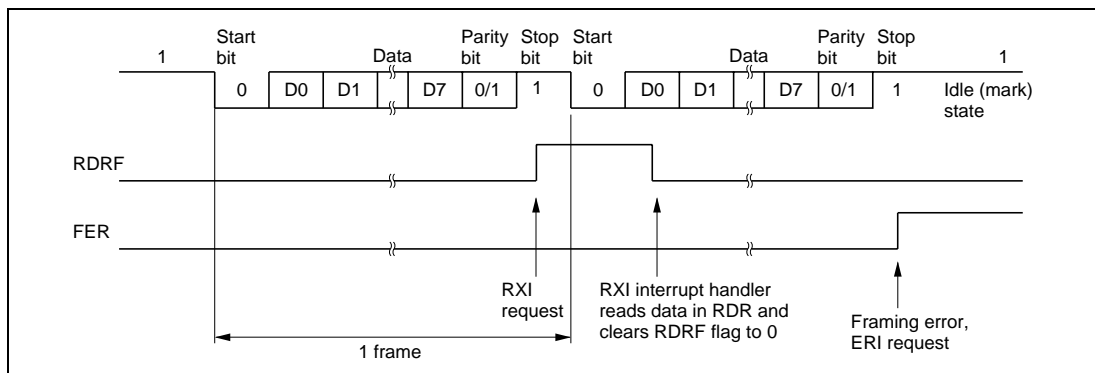 1 Start bit Data Parity bit Stop bit Start bit Data Parity bit Stop bit 1
0 D0 D1 D7 0/1 1 0 D0 D1 D7 0/1 1 Idle (mark) state
RDRF
FER
RXI request
RXI interrupt handler
reads data in RDR and
clears RDRF flag to 0
Framing error,
ERI request
1 frame